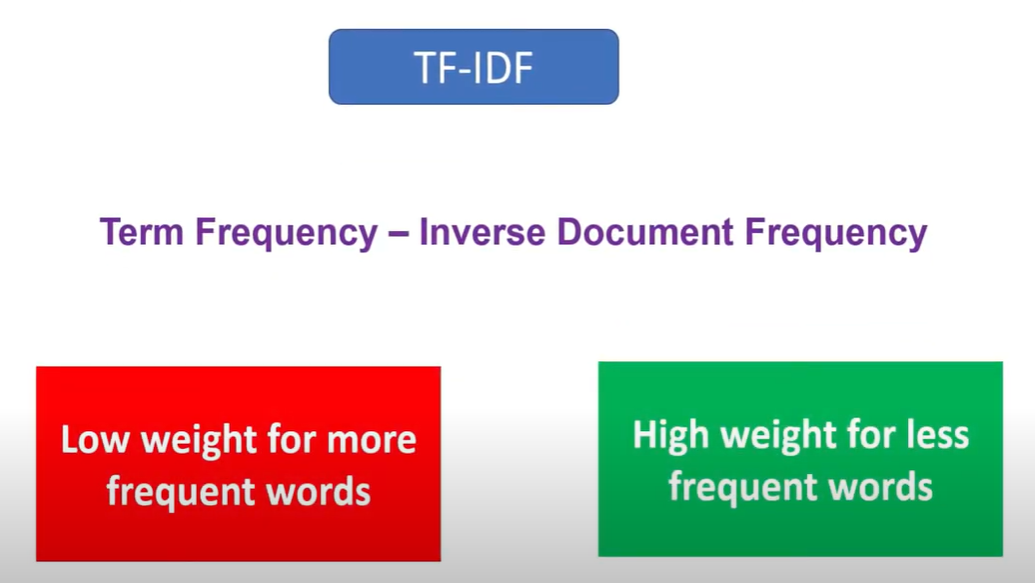 TF-IDF
Term Frequency – Inverse Document Frequency
Low weight for more
frequent words
High weight for less
frequent words